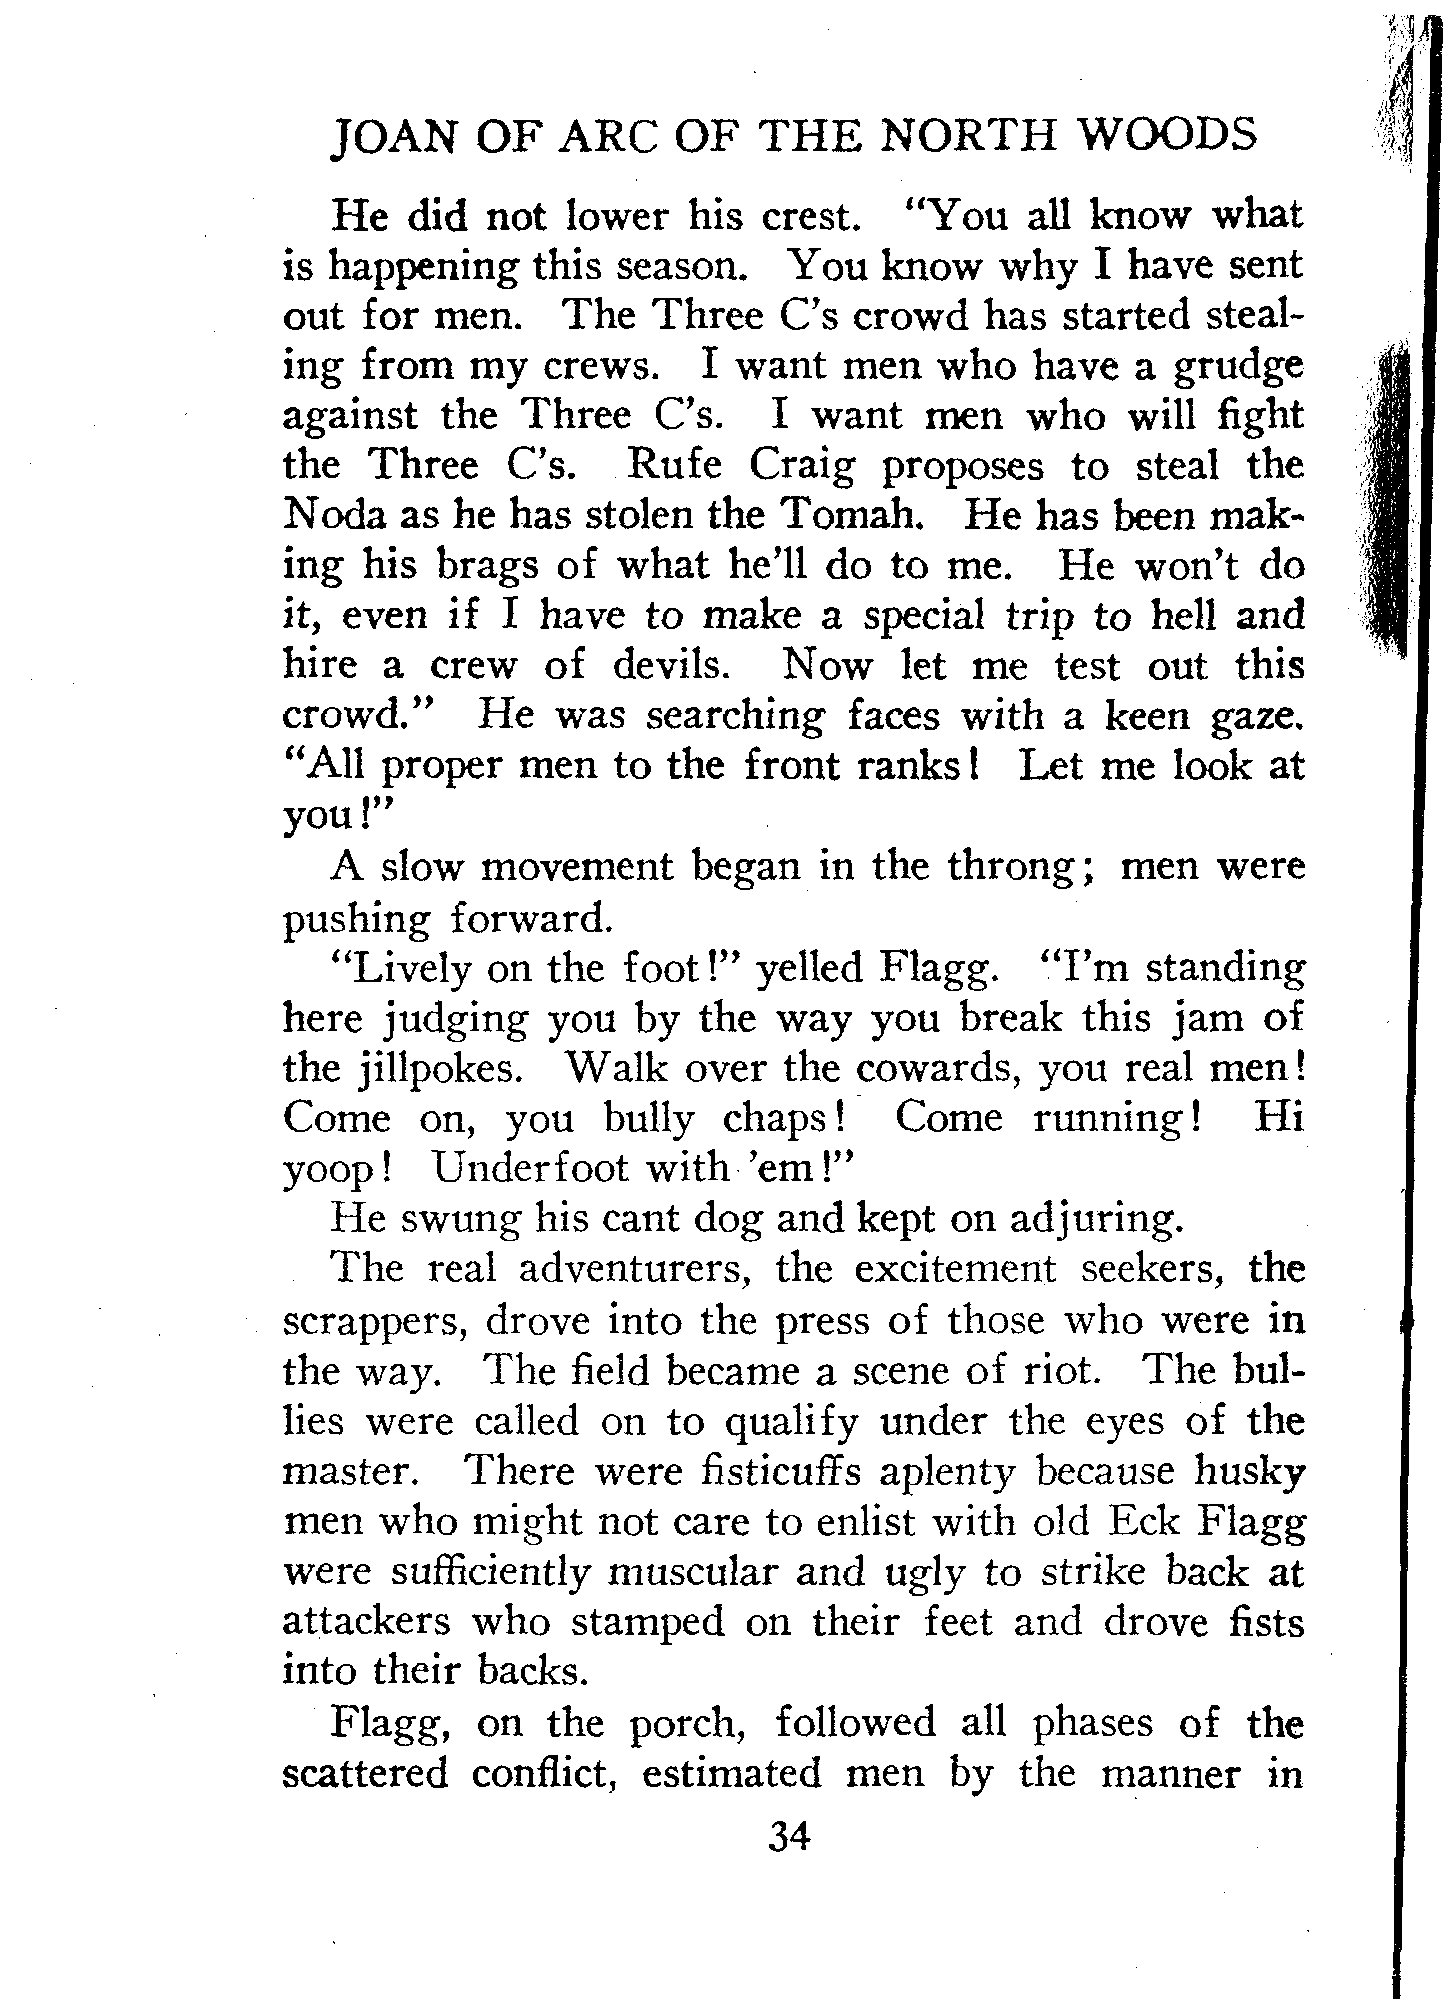 JOAN OF ARC OF THE NORTH WOODS
He did not lower his crest. "You all know what
is happening this season. You know why I have sent
out for men. The Three C's crowd has started steal-
ing from my crews. I want men who have a grudge
against the Three C's. I want men who will fight
the Three C's. Rufe Craig proposes to steal the
Noda as he has stolen the Tomah. He has been mak-
ing his brags of what he'll do to me. He won't do
it, even if I have to make a special trip to hell and
hire a crew of devils. Now let me test out this
crowd." He was searching faces with a keen gaze.
"All proper men to the front ranks! Let me look at
you!"
A slow movement began in the throng; men were
pushing forward.
"Lively on the foot!" yelled Flagg. "I'm standing
here judging you by the way you break this jam of
the jillpokes. Walk over the cowards, you real men!
Come on, you bully chaps! Come running! Hi
yoop! Underfoot with 'em!"
He swung his cant dog and kept on adjuring.
The real adventurers, the excitement seekers, the
scrappers, drove into the press of those who were in
the way. The field became a scene of riot. The bul-
lies were called on to qualify under the eyes of the
master. There were fisticuffs aplenty because husky
men who might not care to enlist with old Eck Flagg
were sufficiently muscular and ugly to strike back at
attackers who stamped on their feet and drove fists
into their backs.
Flagg, on the porch, followed all phases of the
scattered conflict, estimated men by the manner in
34